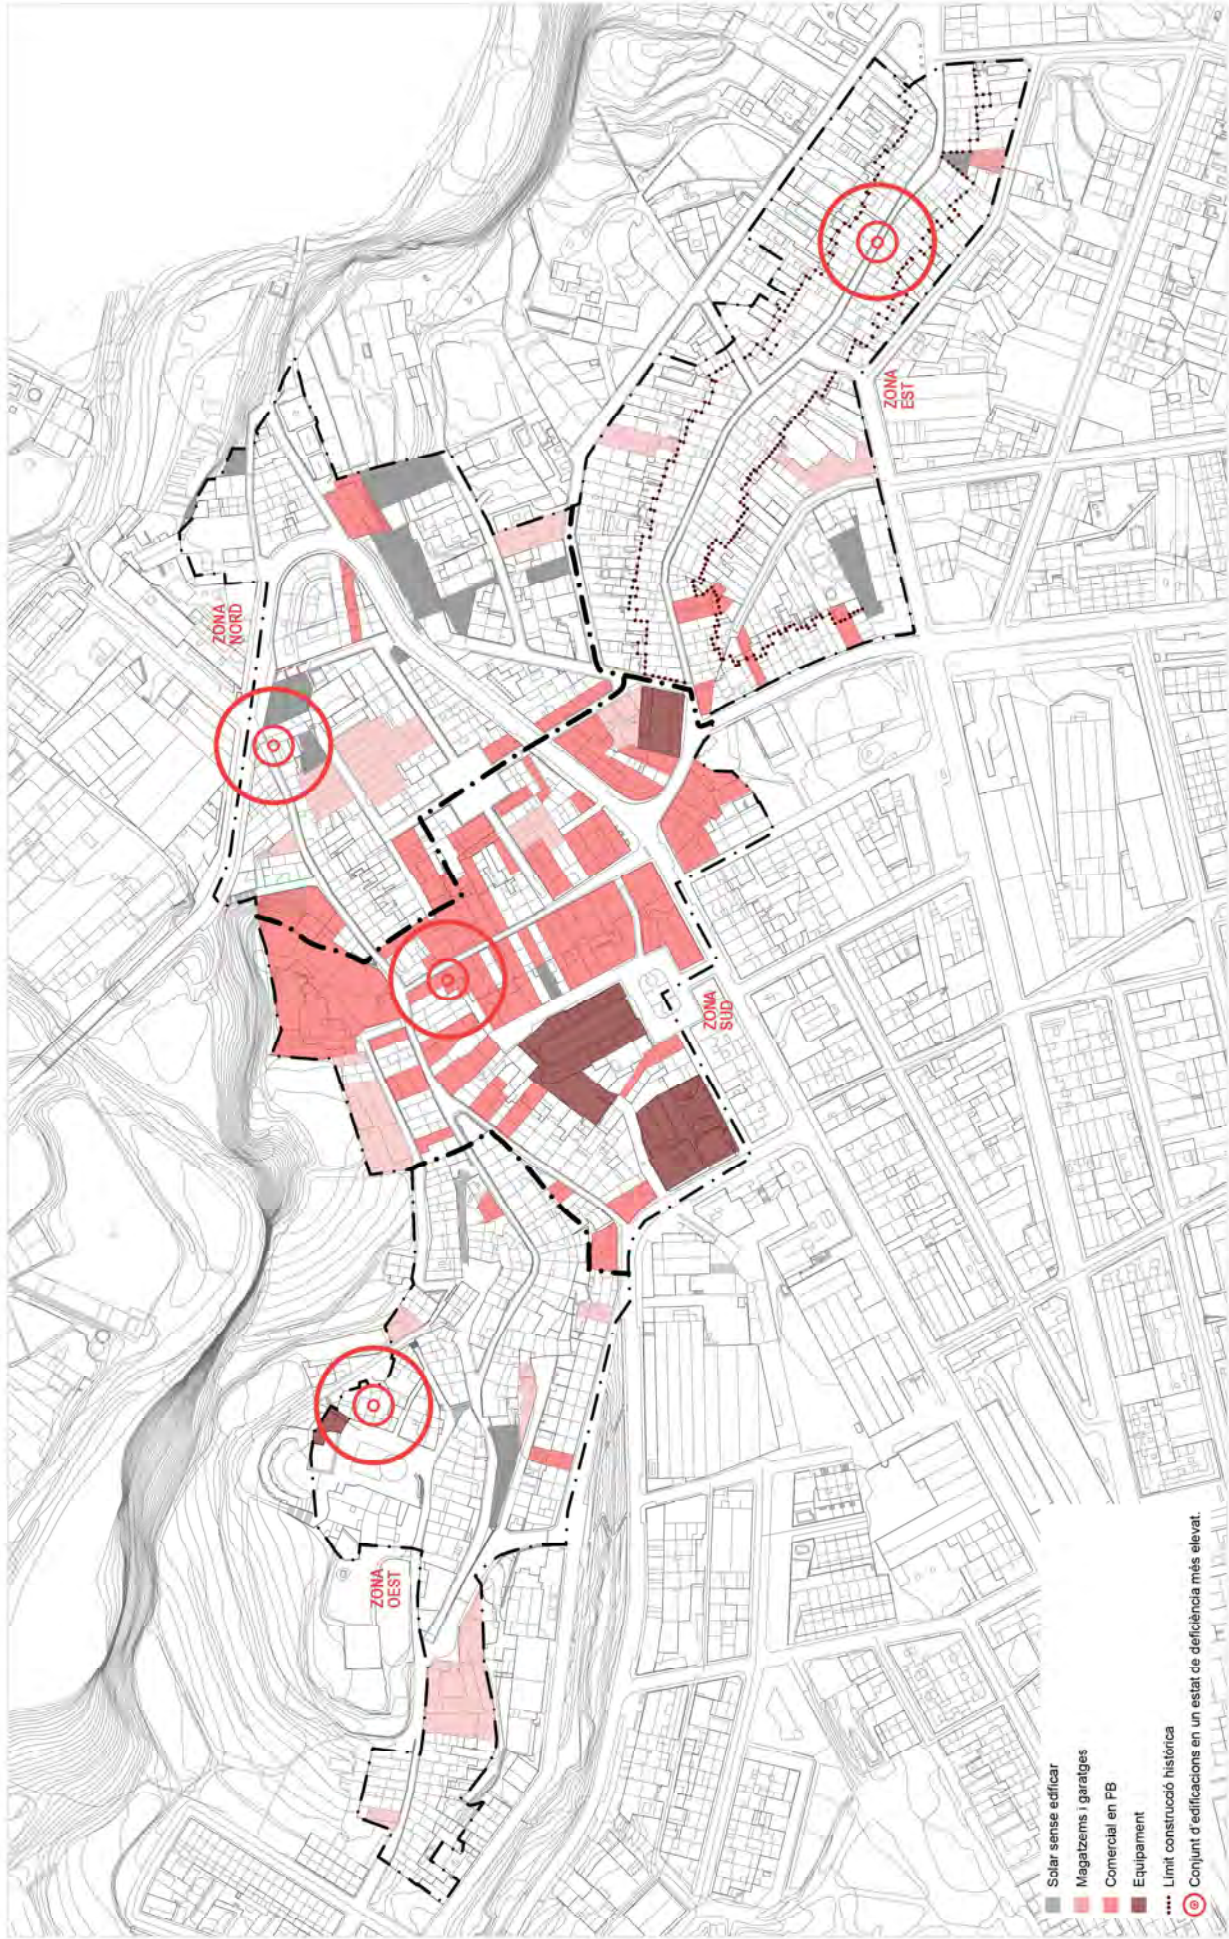 ZONA
NORD
ZONA
EST
ZONA
SUD
ZONA
OEST
Solar sense edificar
Magatzems i garatges
Comercial en PB
Equipament
Límit construcció històrica
Conjunt d'edificacions en un estat de deficiència més elevat.